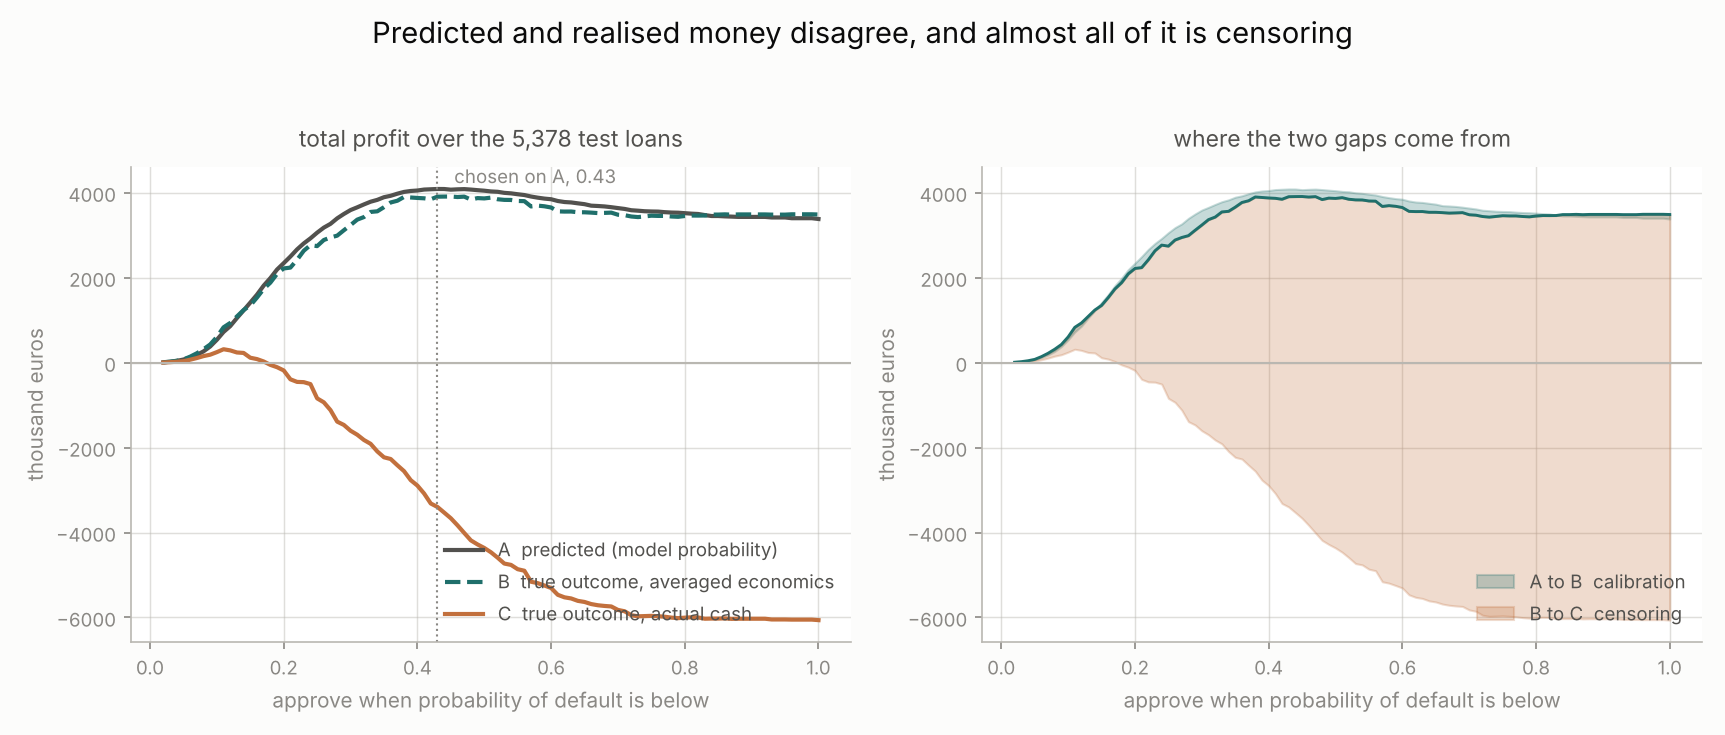 Predicted and realised money disagree, and almost all of it is censoring
total profit over the 5,378 test loans
chosen on A, 0.43
4000
2000
0
−2000
−4000
−6000
thousand euros
A predicted (model probability)
B true outcome, averaged economics
C true outcome, actual cash
0.0 0.2 0.4 0.6 0.8 1.0
approve when probability of default is below
where the two gaps come from
4000
2000
0
−2000
−4000
−6000
thousand euros
A to B calibration
B to C censoring
0.0 0.2 0.4 0.6 0.8 1.0
approve when probability of default is below